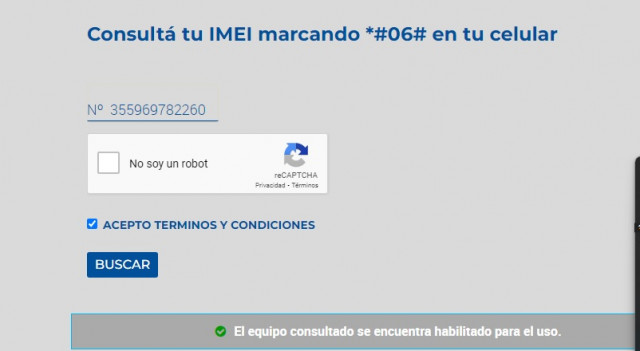 Consultá tu IMEI marcando *#06# en tu celular
Nº 355969782260
No soy un robot
reCAPTCHA
Privacidad - Términos
ACEPTO TERMINOS Y CONDICIONES
BUSCAR
El equipo consultado se encuentra habilitado para el uso.